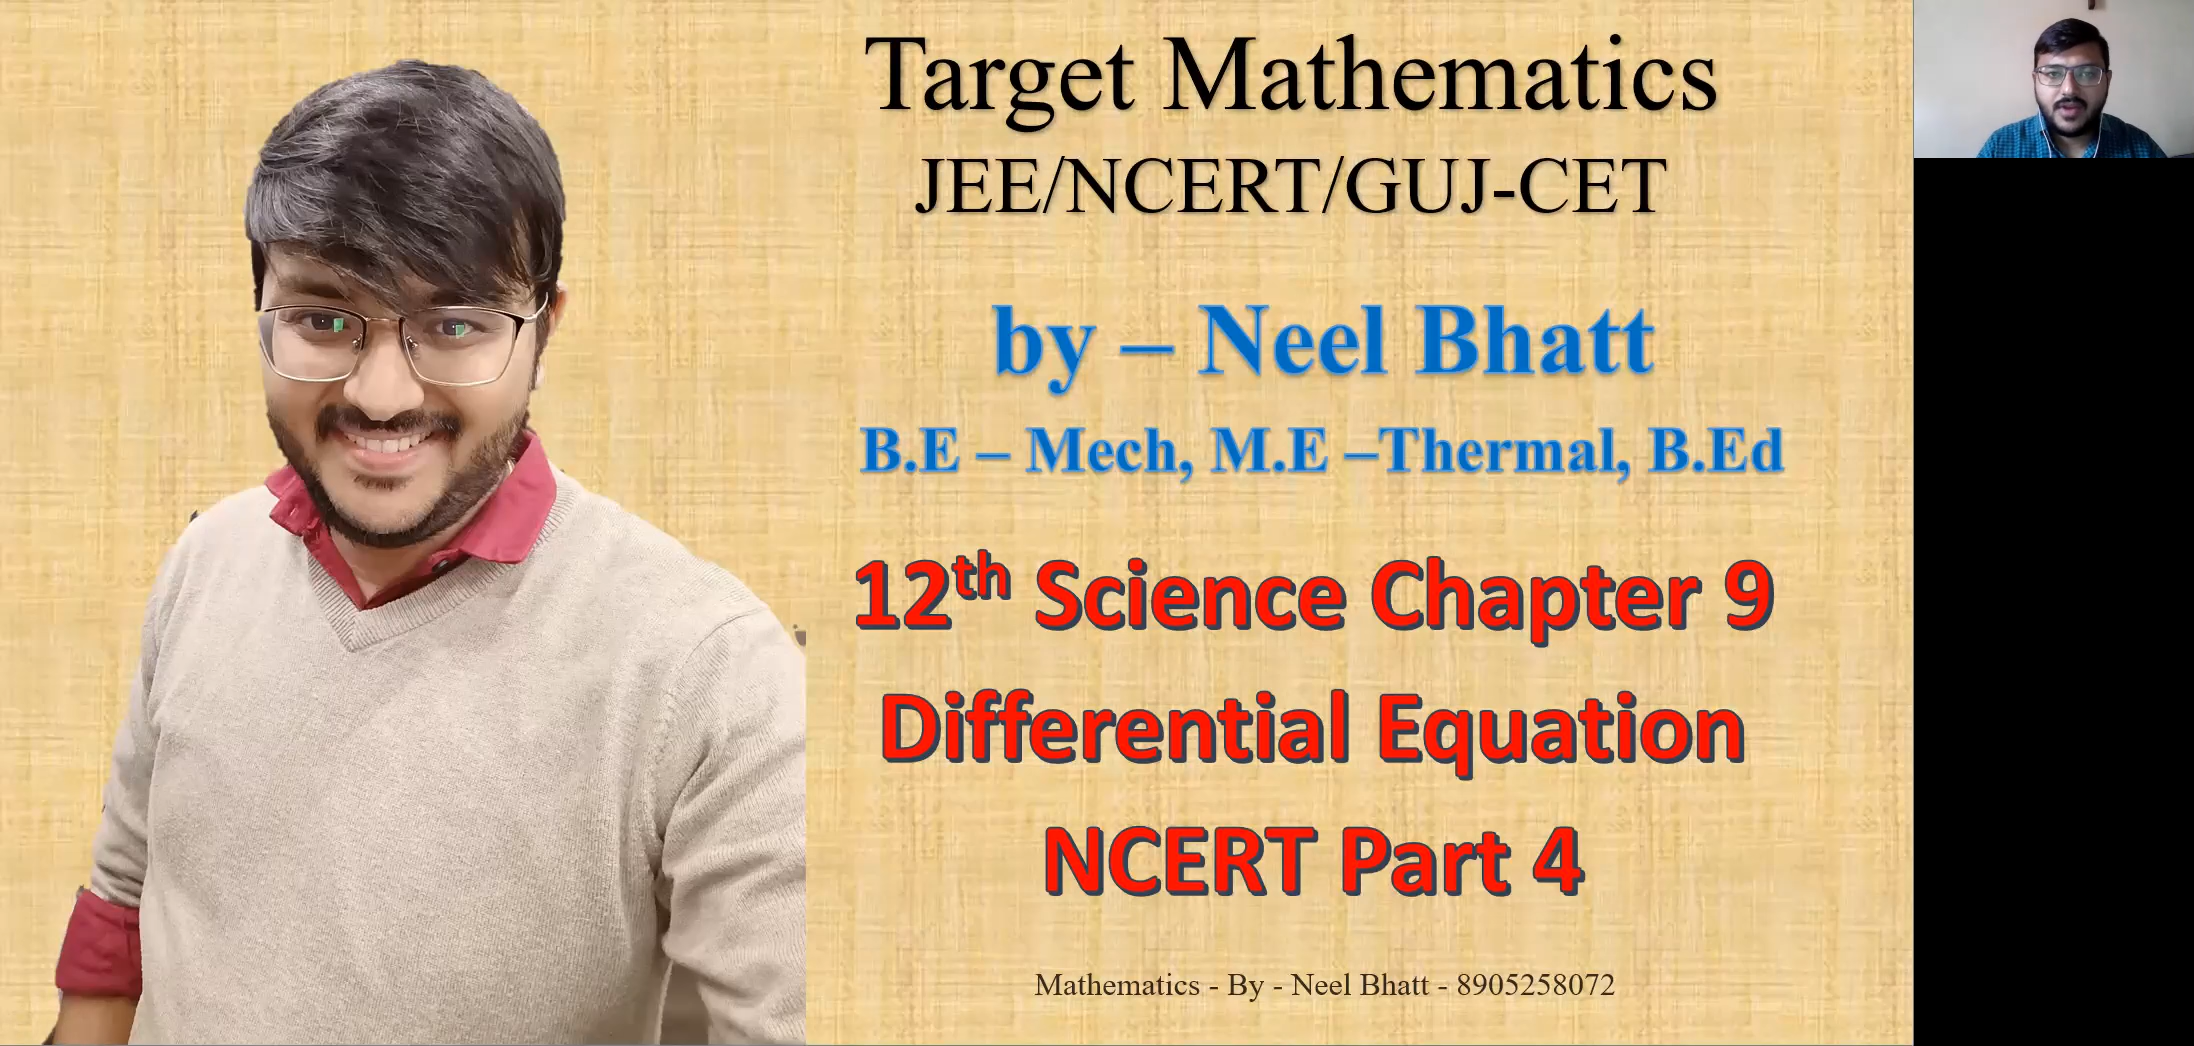 Target Mathematics
JEE/NCERT/GUJ-CET
by – Neel Bhatt
B.E – Mech, M.E –Thermal, B.Ed
12th Science Chapter 9
Differential Equation
NCERT Part 4
Mathematics - By - Neel Bhatt - 8905258072